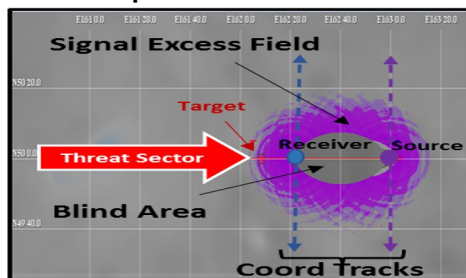 E161 0.0 E161 20.0 E161 40.0 E162 0.0 E162 20.0 E162 40.0 E165 0.0 E165 20.0
Signal Excess Field
N50 20.0
Target
Receiver Source
N50 0.0
Threat Sector
Blind Area
N49 40.0
Coord Tracks